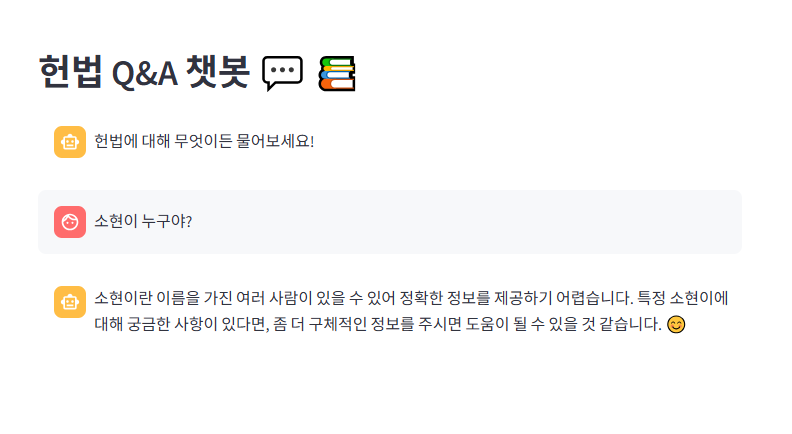 헌법 Q&A 챗봇 💬 📚
헌법에 대해 무엇이든 물어보세요!
소현이 누구야?
소현이란 이름을 가진 여러 사람이 있을 수 있어 정확한 정보를 제공하기 어렵습니다. 특정 소현이에
대해 궁금한 사항이 있다면, 좀 더 구체적인 정보를 주시면 도움이 될 수 있을 것 같습니다. 😊